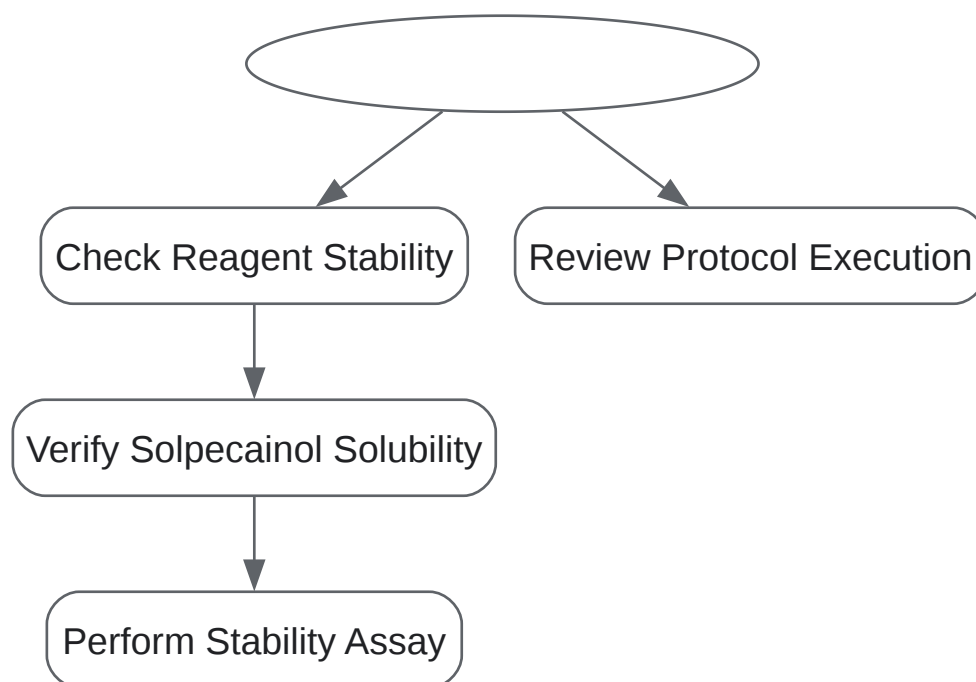 Check Reagent Stability
Review Protocol Execution
Verify Solpecainol Solubility
Perform Stability Assay